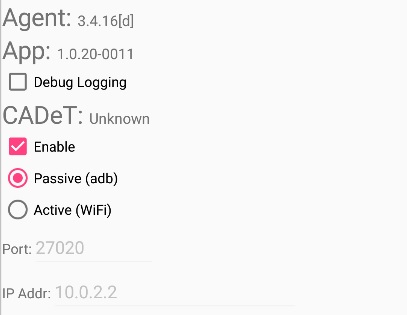 Agent: 3.4.16[d]
App: 1.0.20-0011
Debug Logging
CADeT: Unknown
Enable
Passive (adb)
Active (WiFi)
Port: 27020
IP Addr: 10.0.2.2